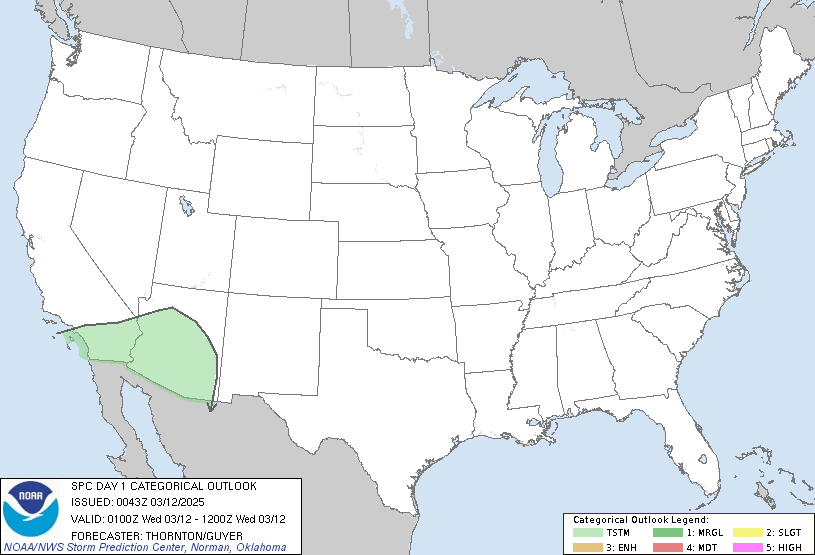 NOAA
SPC DAY 1 CATEGORICAL OUTLOOK
ISSUED: 0043Z 03/12/2025
VALID: 0100Z Wed 03/12 - 1200Z Wed 03/12
FORECASTER: THORNTON/GUYER
NOAA/NWS Storm Prediction Center, Norman, Oklahoma
Categorical Outlook Legend:
TSTM 1: MRGL 2: SLGT
3: ENH 4: MDT 5: HIGH